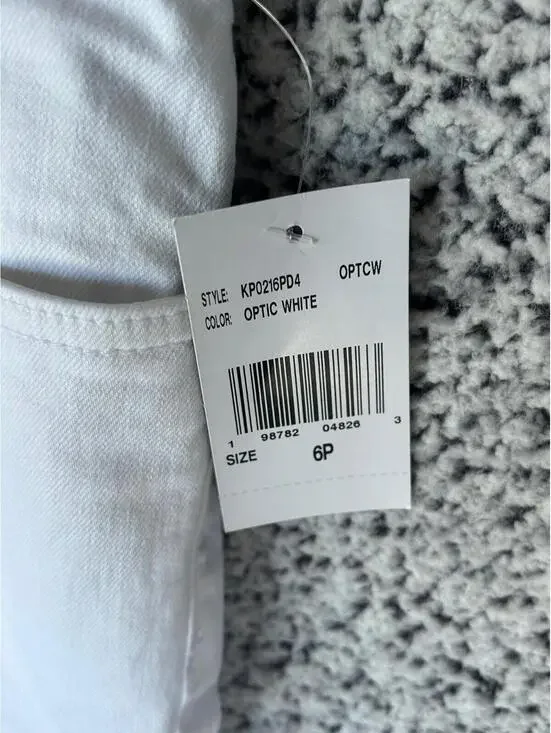 STYLE: KP0216PD4 OPTCW
COLOR: OPTIC WHITE
1 98782 04826 3
SIZE 6P